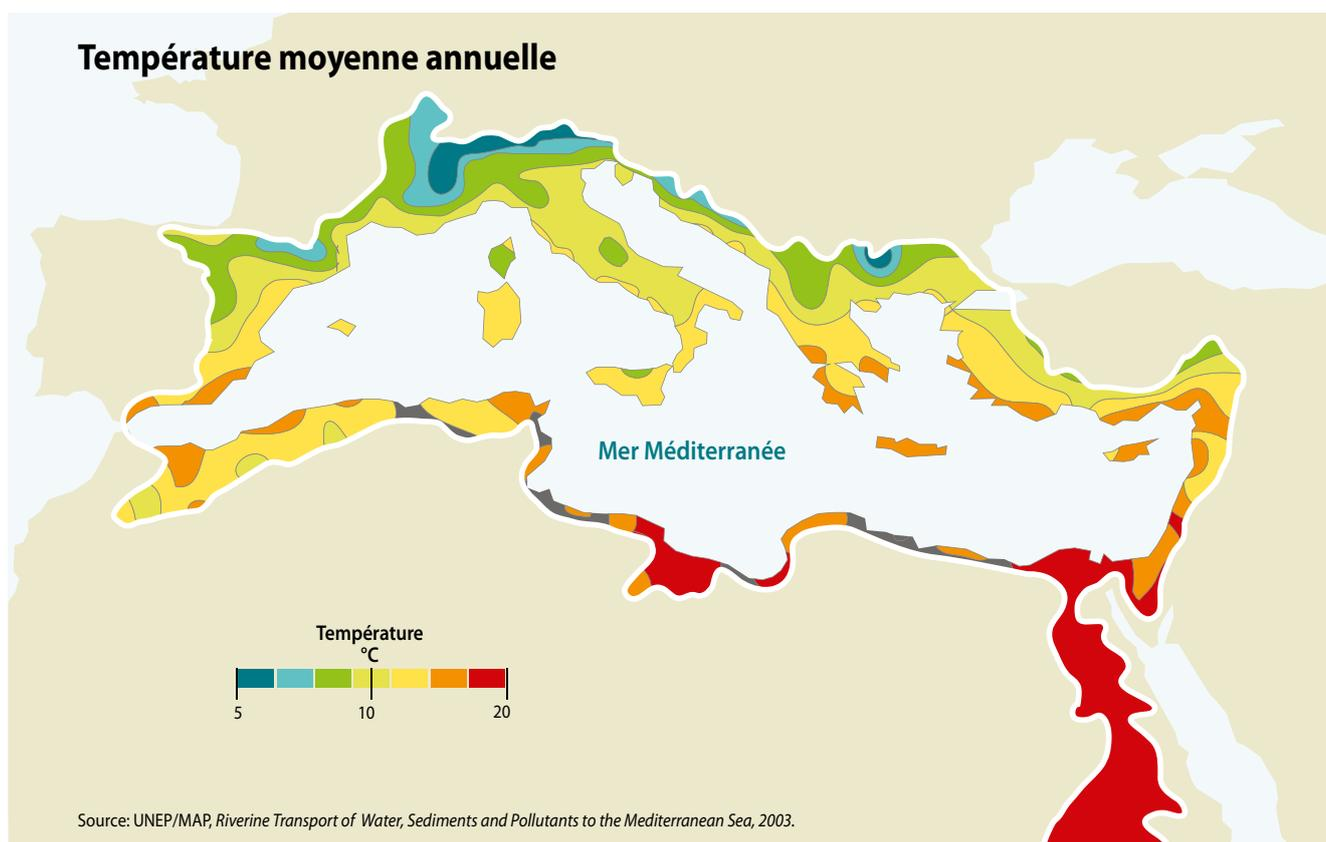 Température moyenne annuelle
Mer Méditerranée
Température
°C
5 10 20
Source: UNEP/MAP, Riverine Transport of Water, Sediments and Pollutants to the Mediterranean Sea, 2003.